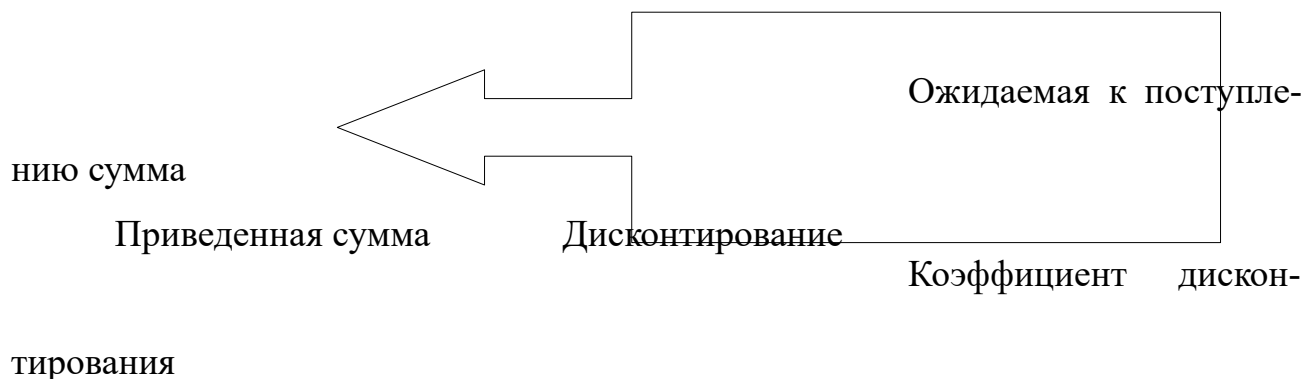 Ожидаемая к поступле-
нию сумма
Приведенная сумма Дисконтирование
Коэффициент дискон-
тирования